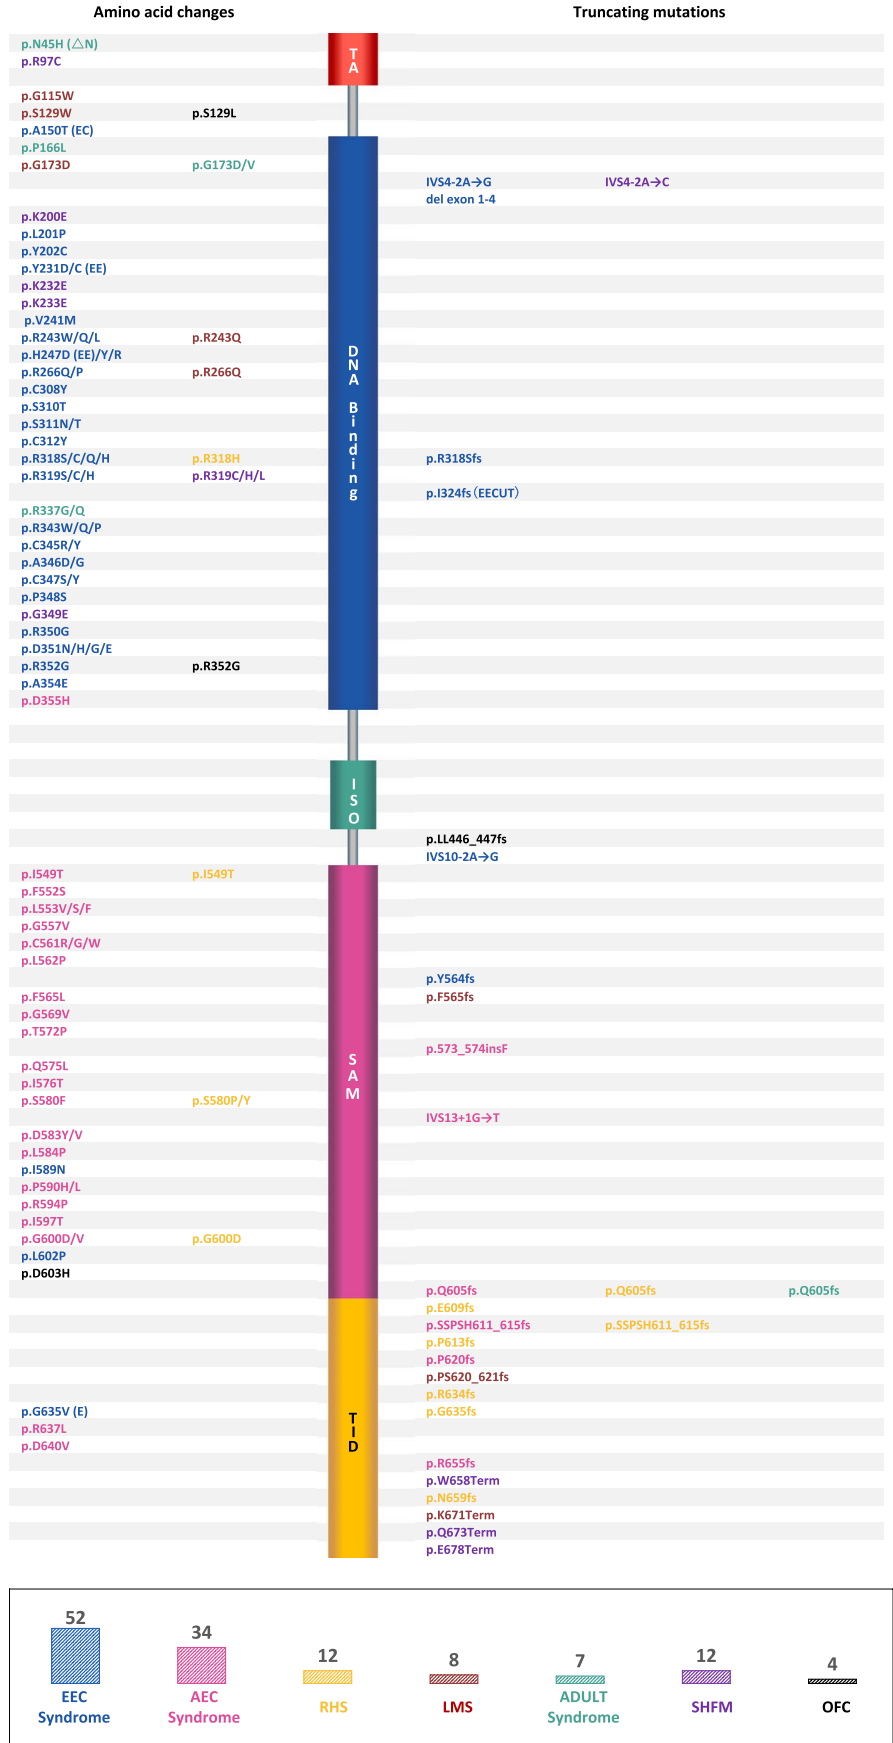 Amino acid changes Truncating mutations
p.N45H (△N)
p.R97C
T
A
p.G115W
p.S129W p.S129L
p.A150T (EC)
p.P166L
p.G173D p.G173D/V
IVS4-2A→G IVS4-2A→C
del exon 1-4
p.K200E
p.L201P
p.Y202C
p.Y231D/C (EE)
p.K232E
p.K233E
p.V241M
p.R243W/Q/L p.R243Q
p.H247D (EE)/Y/R
p.R266Q/P p.R266Q
p.C308Y
p.S310T
p.S311N/T
p.C312Y
p.R318S/C/Q/H p.R318H p.R318Sfs
p.R319S/C/H p.R319C/H/L
p.I324fs（EECUT）
DNA Binding
p.R337G/Q
p.R343W/Q/P
p.C345R/Y
p.A346D/G
p.C347S/Y
p.P348S
p.G349E
p.R350G
p.D351N/H/G/E
p.R352G p.R352G
p.A354E
p.D355H
ISO
p.LL446_447fs
IVS10-2A→G
p.I549T p.I549T
p.F552S
p.L553V/S/F
p.G557V
p.C561R/G/W
p.L562P
p.Y564fs
p.F565L p.F565fs
p.G569V
p.T572P
p.573_574insF
p.Q575L
p.I576T
SAM
p.S580F p.S580P/Y
IVS13+1G→T
p.D583Y/V
p.L584P
p.I589N
p.P590H/L
p.R594P
p.I597T
p.G600D/V p.G600D
p.L602P
p.D603H
p.Q605fs p.Q605fs p.Q605fs
p.E609fs
p.SSPSH611_615fs p.SSPSH611_615fs
p.P613fs
p.P620fs
p.PS620_621fs
p.R634fs
p.G635V (E) p.G635fs
TID
p.R637L
p.D640V
p.R655fs
p.W658Term
p.N659fs
p.K671Term
p.Q673Term
p.E678Term
52 34 12 8 7 12 4
EEC Syndrome AEC Syndrome RHS LMS ADULT Syndrome SHFM OFC